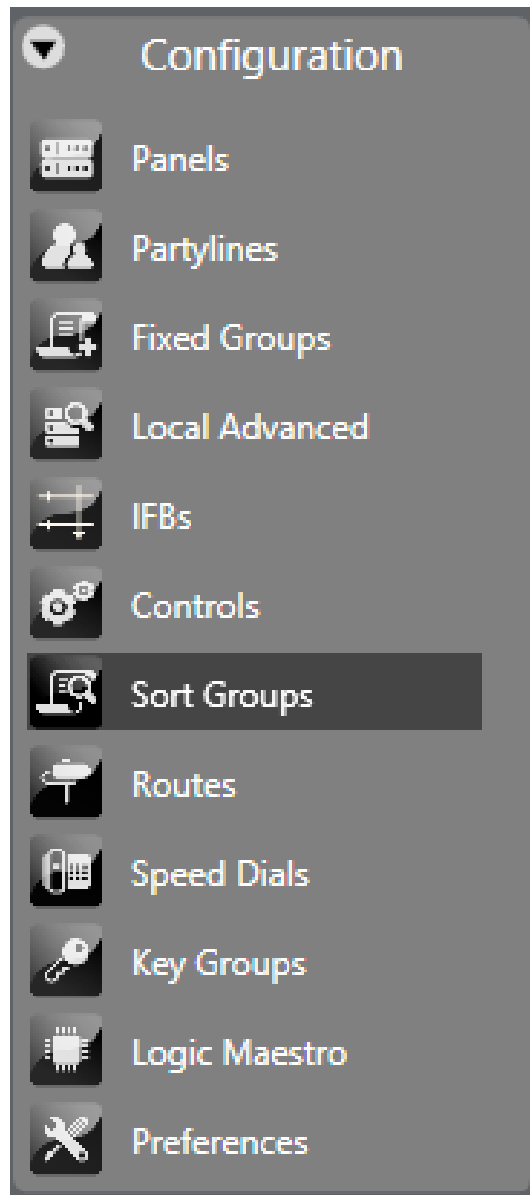 Configuration
Panels
Partylines
Fixed Groups
Local Advanced
IFBs
Controls
Sort Groups
Routes
Speed Dials
Key Groups
Logic Maestro
Preferences